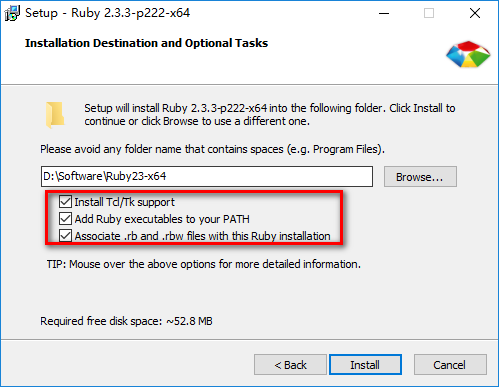 Setup - Ruby 2.3.3-p222-x64
Installation Destination and Optional Tasks
Setup will install Ruby 2.3.3-p222-x64 into the following folder. Click Install to
continue or click Browse to use a different one.
Please avoid any folder name that contains spaces (e.g. Program Files).
D:\Software\Ruby23-x64
Browse...
Install Tcl/Tk support
Add Ruby executables to your PATH
Associate .rb and .rbw files with this Ruby installation
TIP: Mouse over the above options for more detailed information.
Required free disk space: ~52.8 MB
< Back
Install
Cancel